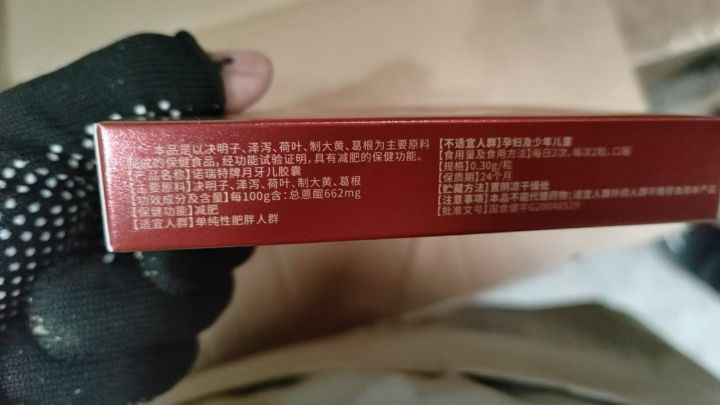 本品是以决明子、泽泻、荷叶、制大黄、葛根为主要原料
制成的保健食品，经功能试验证明，具有减肥的保健功能。
【产品名称】诺瑞特牌月牙儿胶囊
【主要原料】决明子、泽泻、荷叶、制大黄、葛根
【功效成分及含量】每100g含：总蒽醌662mg
【保健功能】减肥
【适宜人群】单纯性肥胖人群
【不适宜人群】孕妇及少年儿童
【食用量及食用方法】每日2次，每次2粒，口服
【规格】0.30g/粒
【保质期】24个月
【贮藏方法】置阴凉干燥处
【注意事项】本品不能代替药物；适宜人群外的人群不推荐食用本产品
【批准文号】国食健字G20040529